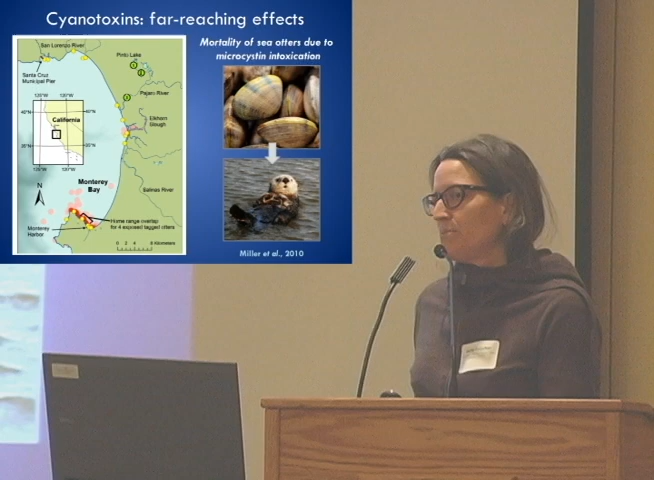 Cyanotoxins: far-reaching effects
San Lorenzo River
Pinto Lake
Santa Cruz
Municipal Pier
Pajaro River
Elkhorn
Slough
California
Monterey
Bay
N
Salinas River
Home range overlap
for 4 exposed tagged otters
Monterey
Harbor
Mortality of sea otters due to
microcystin intoxication
Miller et al., 2010